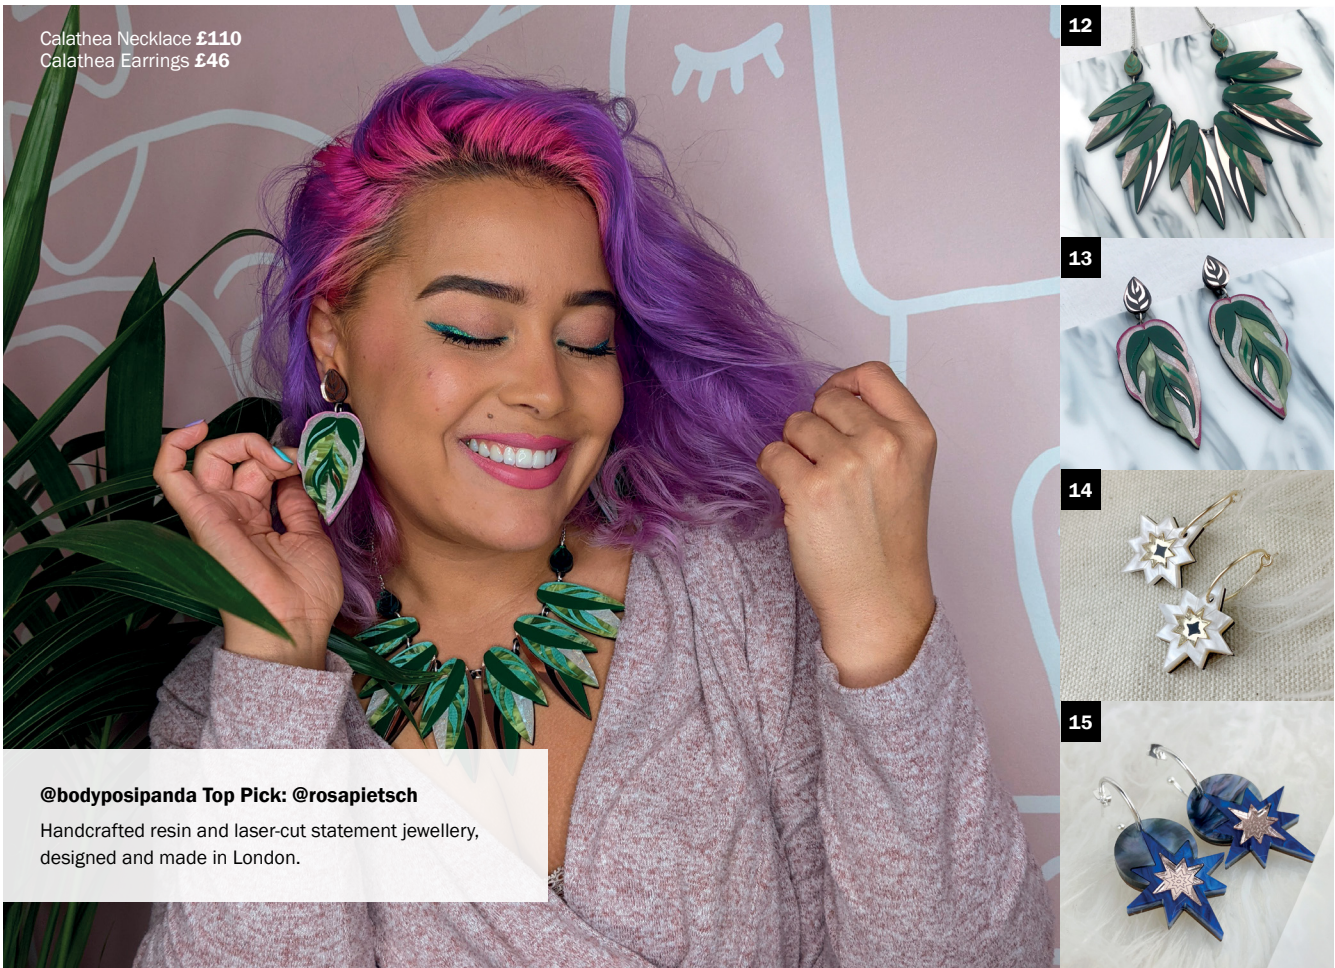 Calathea Necklace £110
Calathea Earrings £46
12
13
14
15
@bodyposipanda Top Pick: @rosapietsch
Handcrafted resin and laser-cut statement jewellery,
designed and made in London.